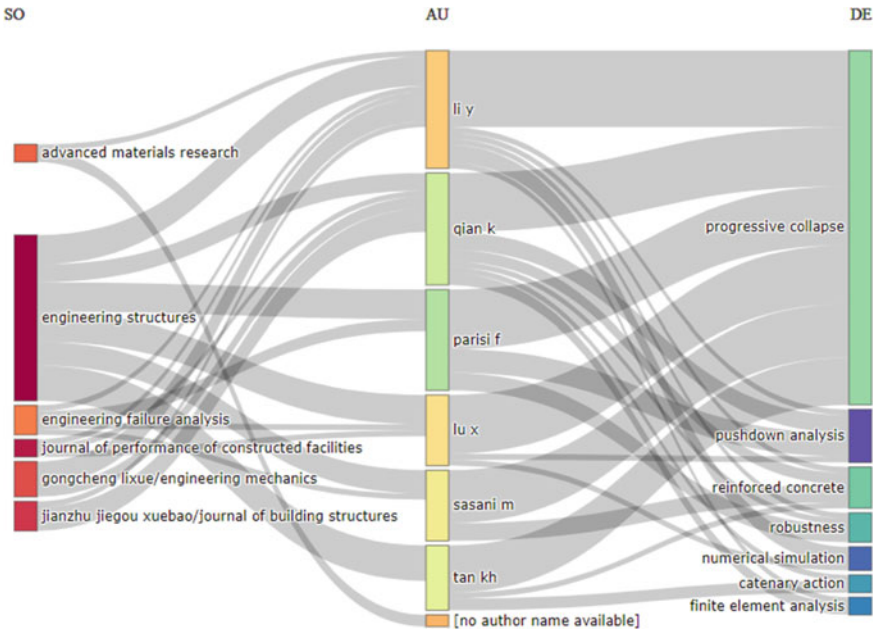 SO
AU
DE
advanced materials research
engineering structures
engineering failure analysis
journal of performance of constructed facilities
gongcheng lixue/engineering mechanics
jianzhu jiegou xuebao/journal of building structures
li y
qian k
parisi f
lu x
sasani m
tan kh
[no author name available]
progressive collapse
pushdown analysis
reinforced concrete
robustness
numerical simulation
catenary action
finite element analysis